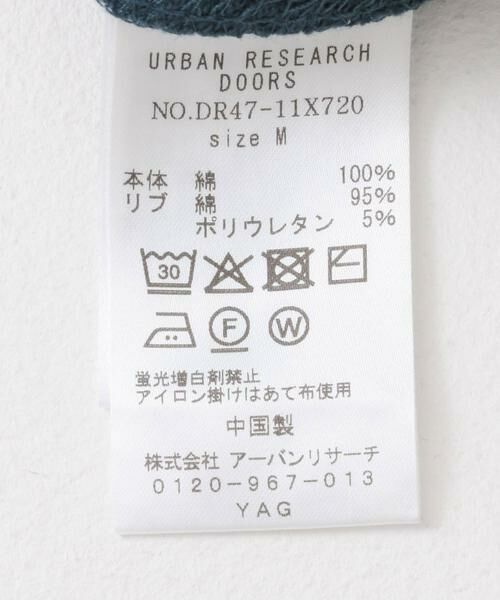 URBAN RESEARCH
DOORS
NO.DR47-11X720
size M
本体 綿 100%
リブ 綿 95%
ポリウレタン 5%
30
F W
蛍光増白剤禁止
アイロン掛けはあて布使用
中国製
株式会社 アーバンリサーチ
0120-967-013
YAG